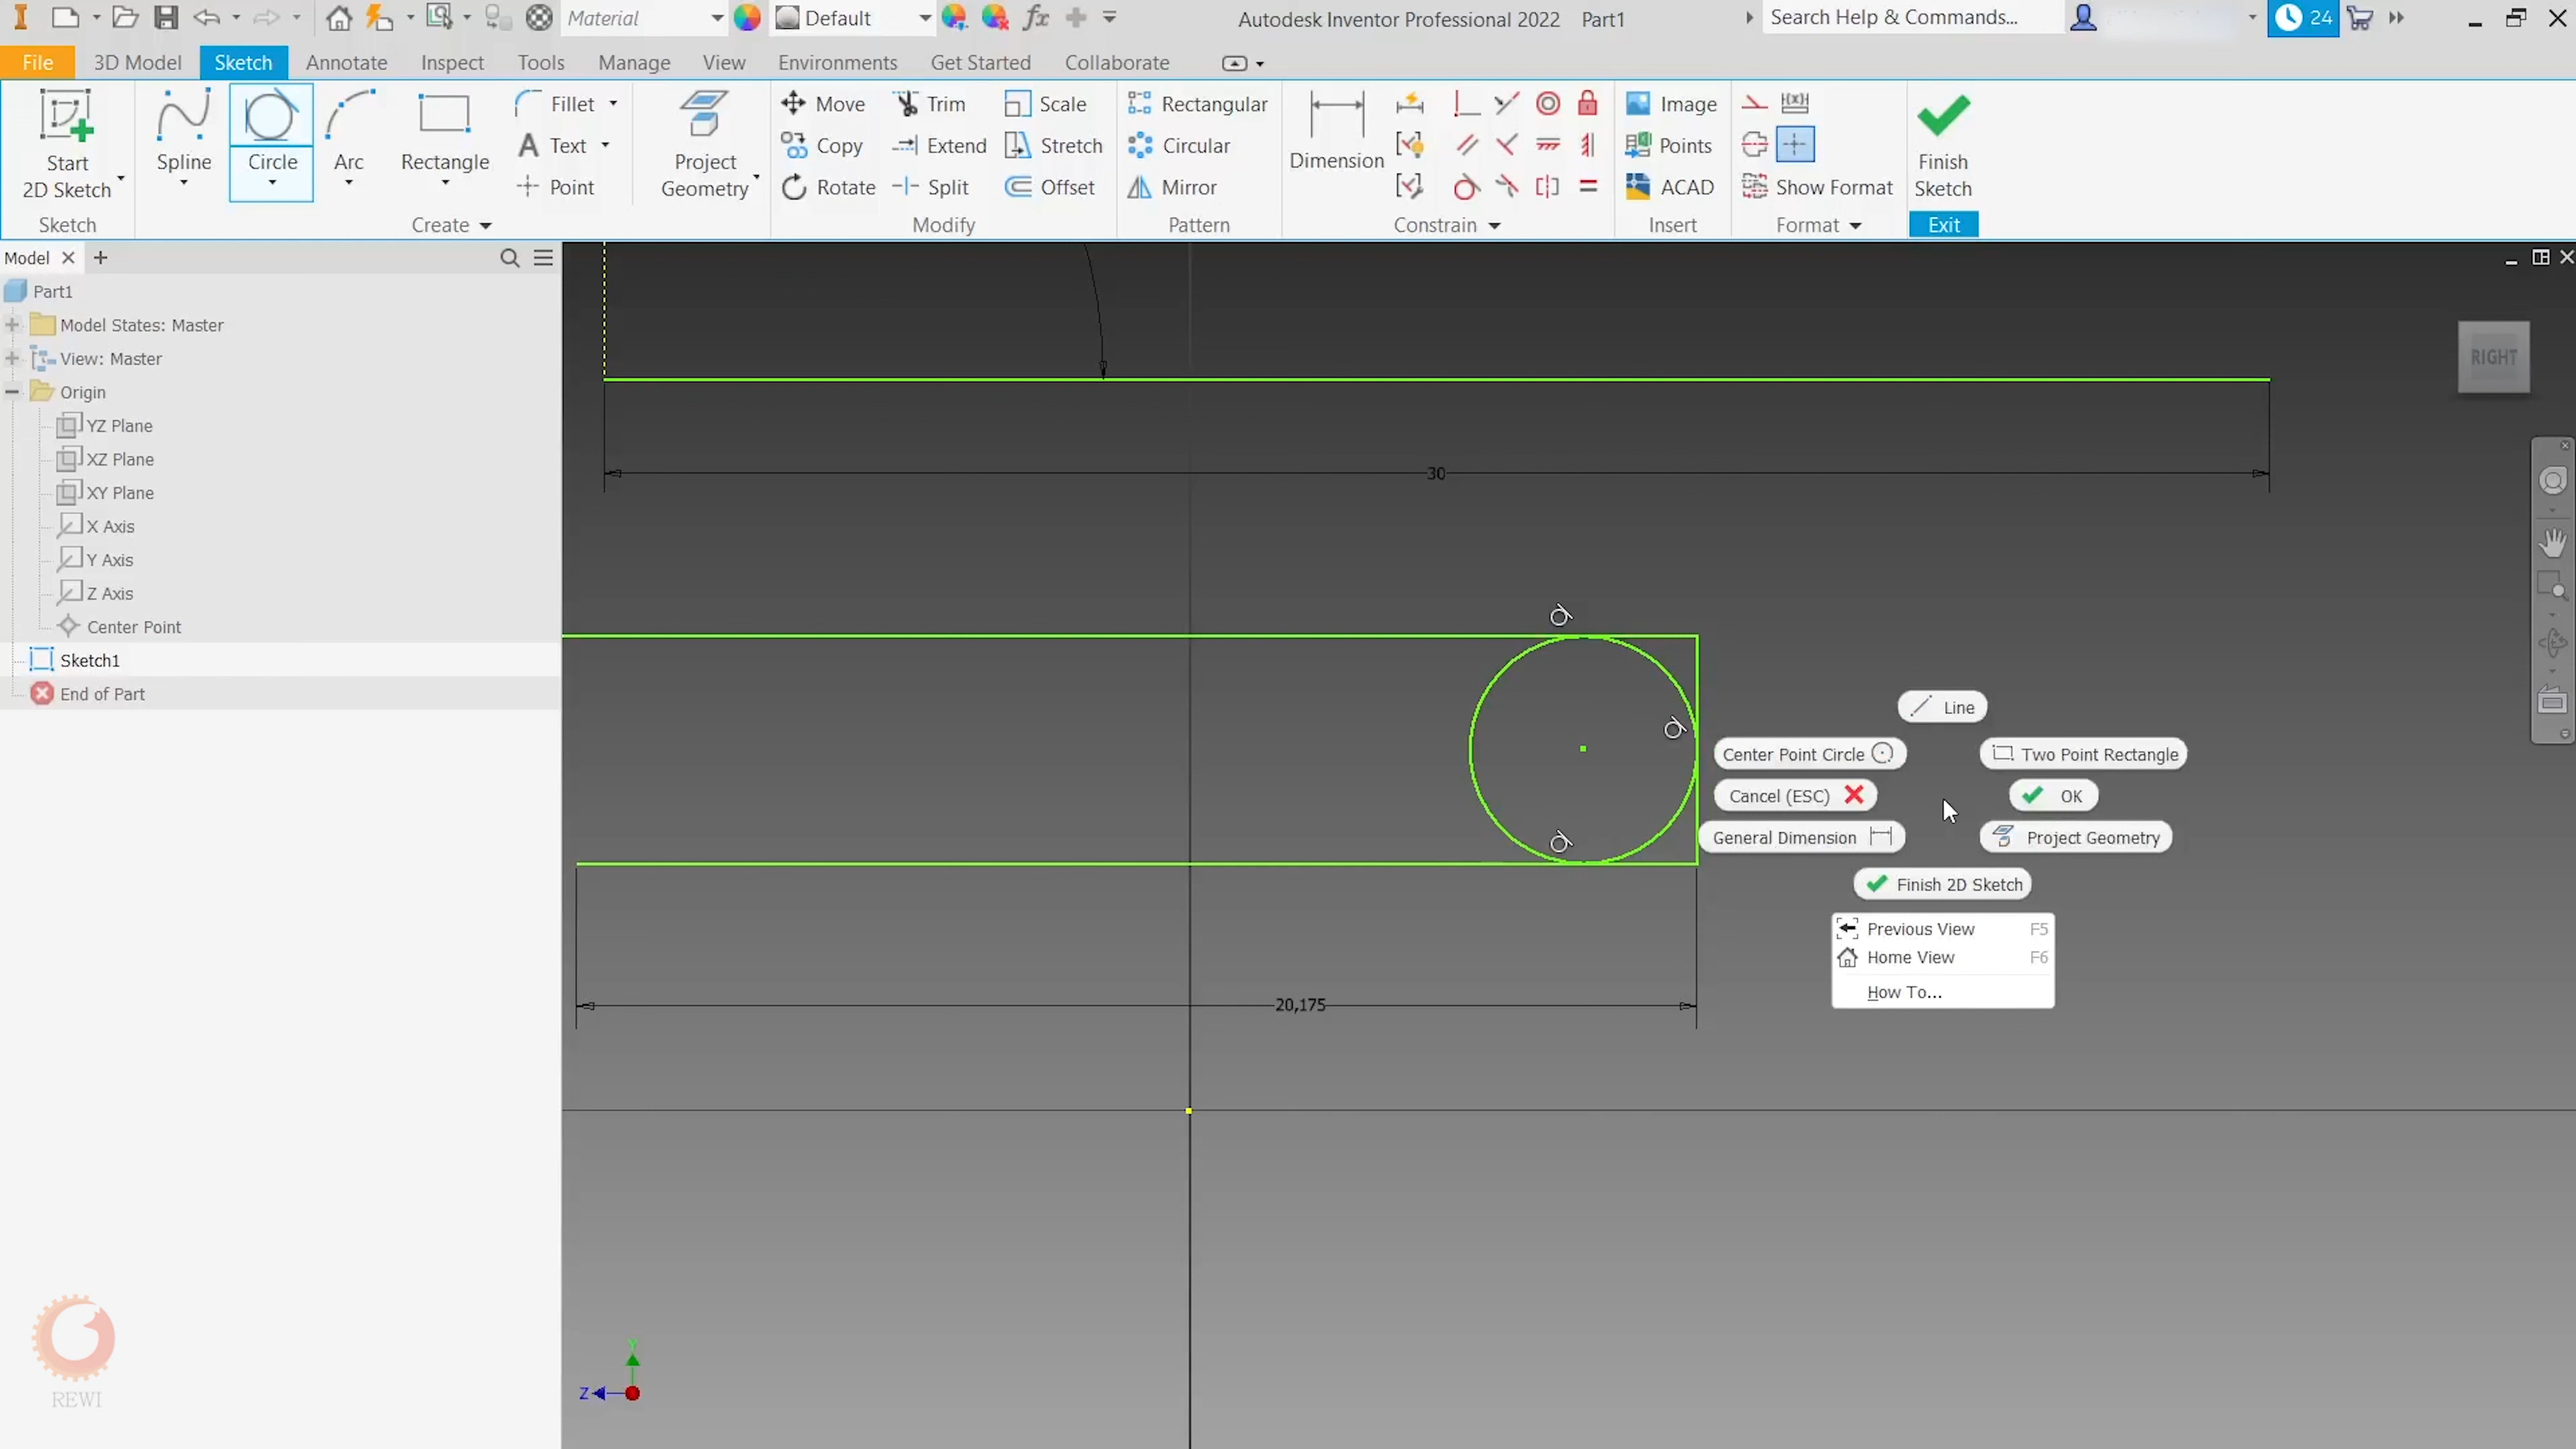 Material
Default
Autodesk Inventor Professional 2022 Part1
Search Help & Commands...
24
File
3D Model
Sketch
Annotate
Inspect
Tools
Manage
View
Environments
Get Started
Collaborate
Start
2D Sketch
Spline
Circle
Arc
Rectangle
Fillet
Text
Point
Project
Geometry
Move
Copy
Rotate
Trim
Extend
Split
Scale
Stretch
Offset
Rectangular
Circular
Mirror
Dimension
Image
Points
ACAD
Show Format
Finish
Sketch
Sketch
Create
Modify
Pattern
Constrain
Insert
Format
Exit
Model
Part1
Model States: Master
View: Master
Origin
YZ Plane
XZ Plane
XY Plane
X Axis
Y Axis
Z Axis
Center Point
Sketch1
End of Part
RIGHT
30
Line
Center Point Circle
Two Point Rectangle
Cancel (ESC)
OK
General Dimension
Project Geometry
Finish 2D Sketch
Previous View F5
Home View F6
How To...
20,175
Y
Z
REWI